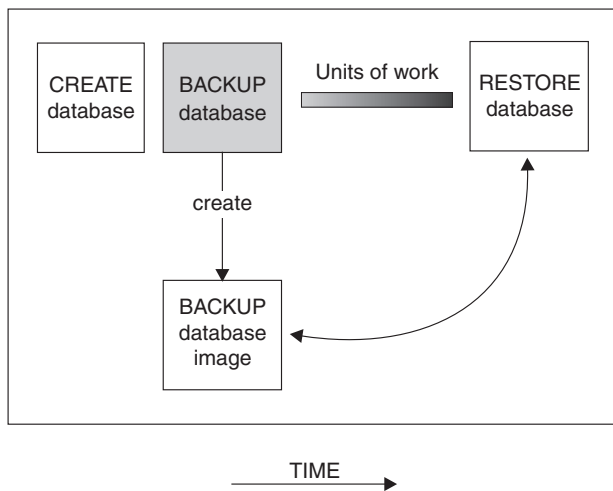 CREATE
database
BACKUP
database
Units of work
RESTORE
database
create
BACKUP
database
image
TIME